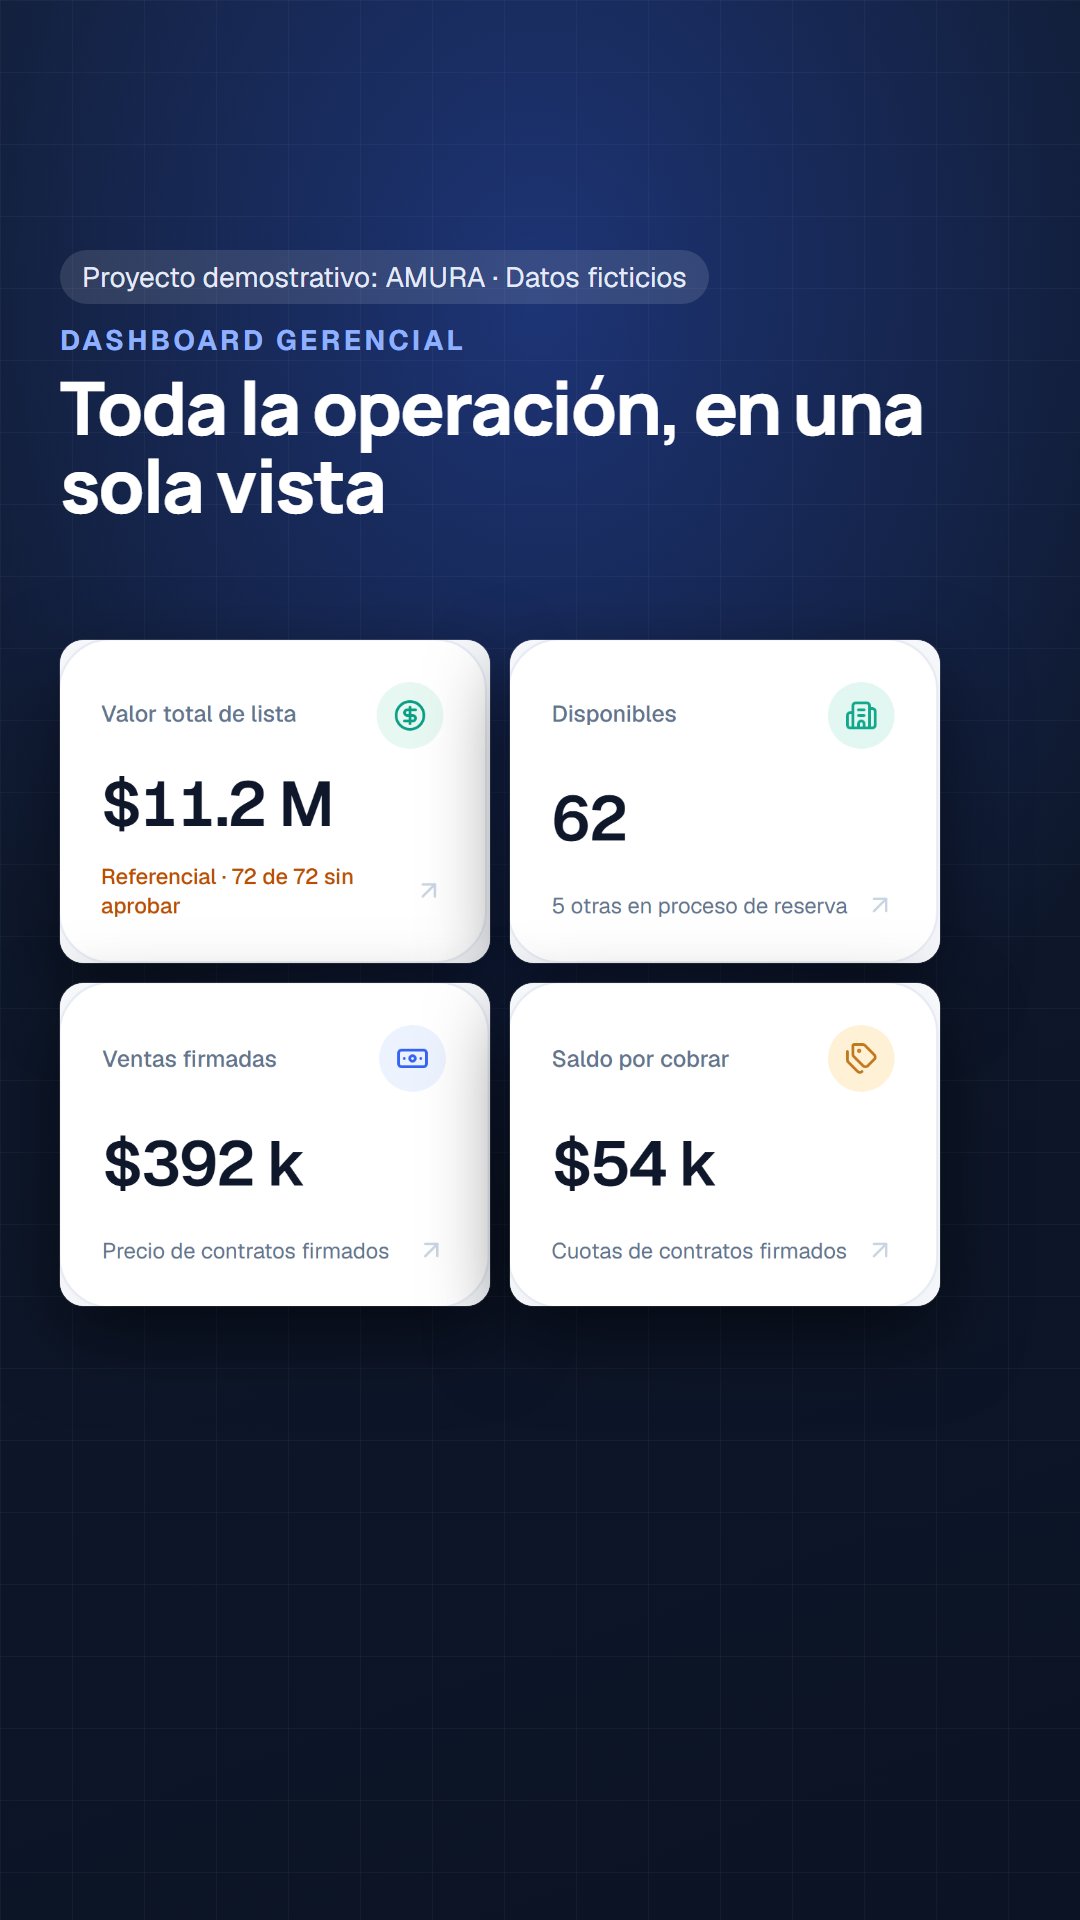 Proyecto demostrativo: AMURA · Datos ficticios
DASHBOARD GERENCIAL
Toda la operación, en una
sola vista
Valor total de lista
$11.2 M
Referencial · 72 de 72 sin
aprobar
Disponibles
62
5 otras en proceso de reserva
Ventas firmadas
$392 k
Precio de contratos firmados
Saldo por cobrar
$54 k
Cuotas de contratos firmados